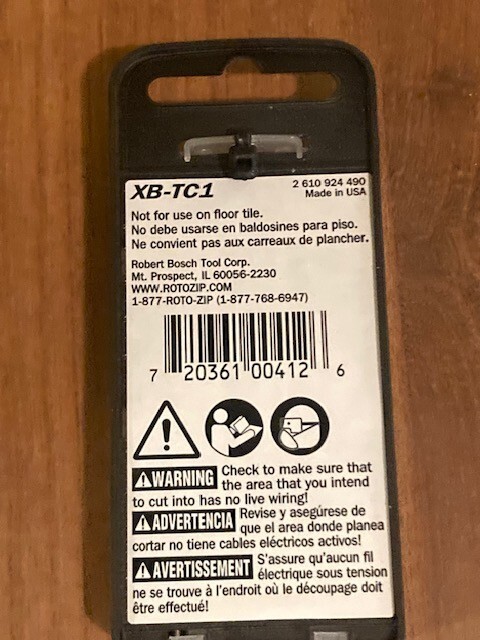 XB-TC1
2 610 924 490
Made in USA
Not for use on floor tile.
No debe usarse en baldosines para piso.
Ne convient pas aux carreaux de plancher.
Robert Bosch Tool Corp.
Mt. Prospect, IL 60056-2230
WWW.ROTOZIP.COM
1-877-ROTO-ZIP (1-877-768-6947)
7 20361 00412 6
WARNING Check to make sure that
the area that you intend
to cut into has no live wiring!
ADVERTENCIA Revise y asegúrese de
que el area donde planea
cortar no tiene cables eléctricos activos!
AVERTISSEMENT S'assure qu'aucun fil
électrique sous tension
ne se trouve à l'endroit où le découpage doit
être effectué!